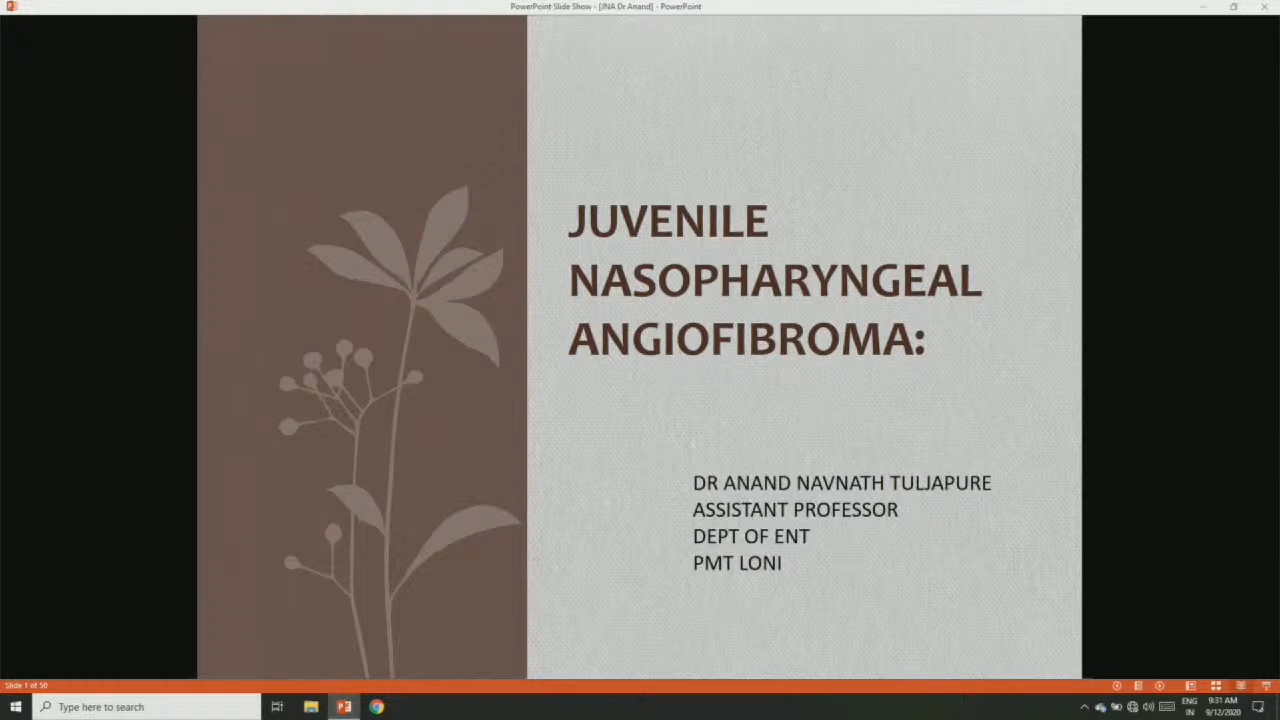 PowerPoint Slide Show - [JNA Dr Anand] - PowerPoint
JUVENILE
NASOPHARYNGEAL
ANGIOFIBROMA:
DR ANAND NAVNATH TULJAPURE
ASSISTANT PROFESSOR
DEPT OF ENT
PMT LONI
Slide 1 of 50
Type here to search
ENG
IN
9:31 AM
9/12/2020